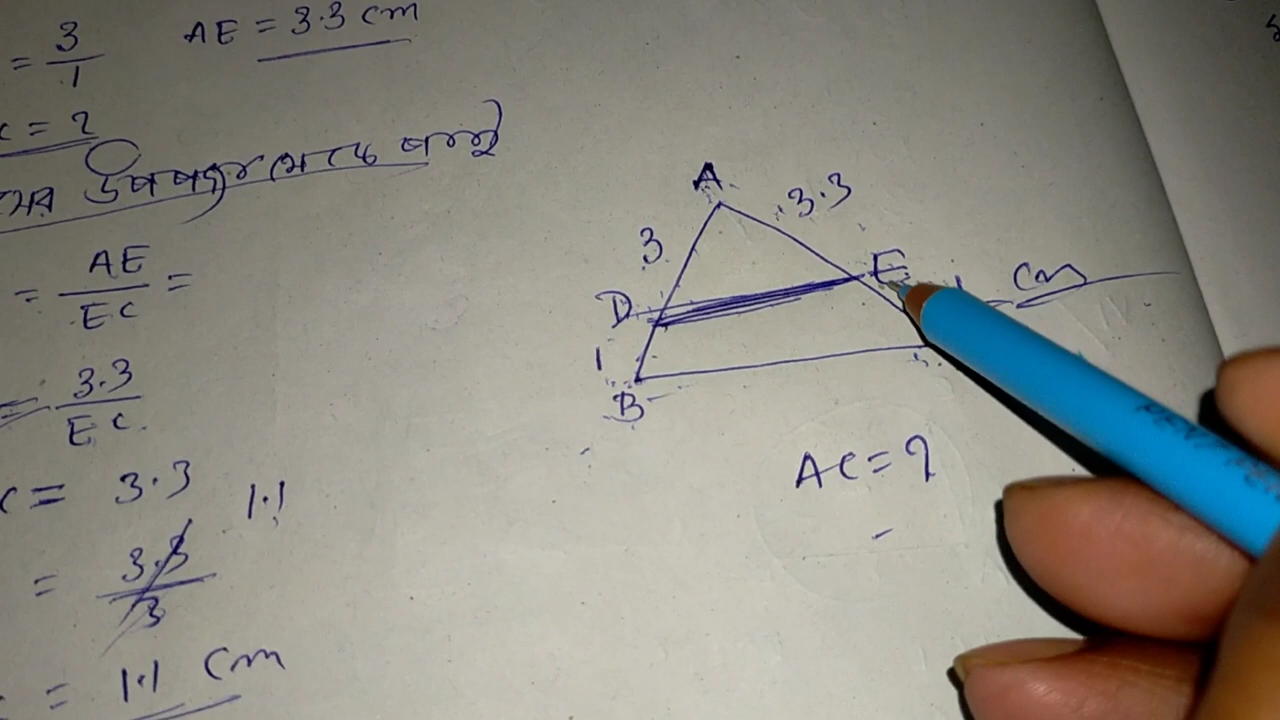 = 3/1 AE = 3.3 cm
c = ?
= AE/EC =
= 3.3/EC
c = 3.3
1.1
= 3.3/3
= 1.1 cm
A
3.3
3
D
E
cm
1
B
AC = ?